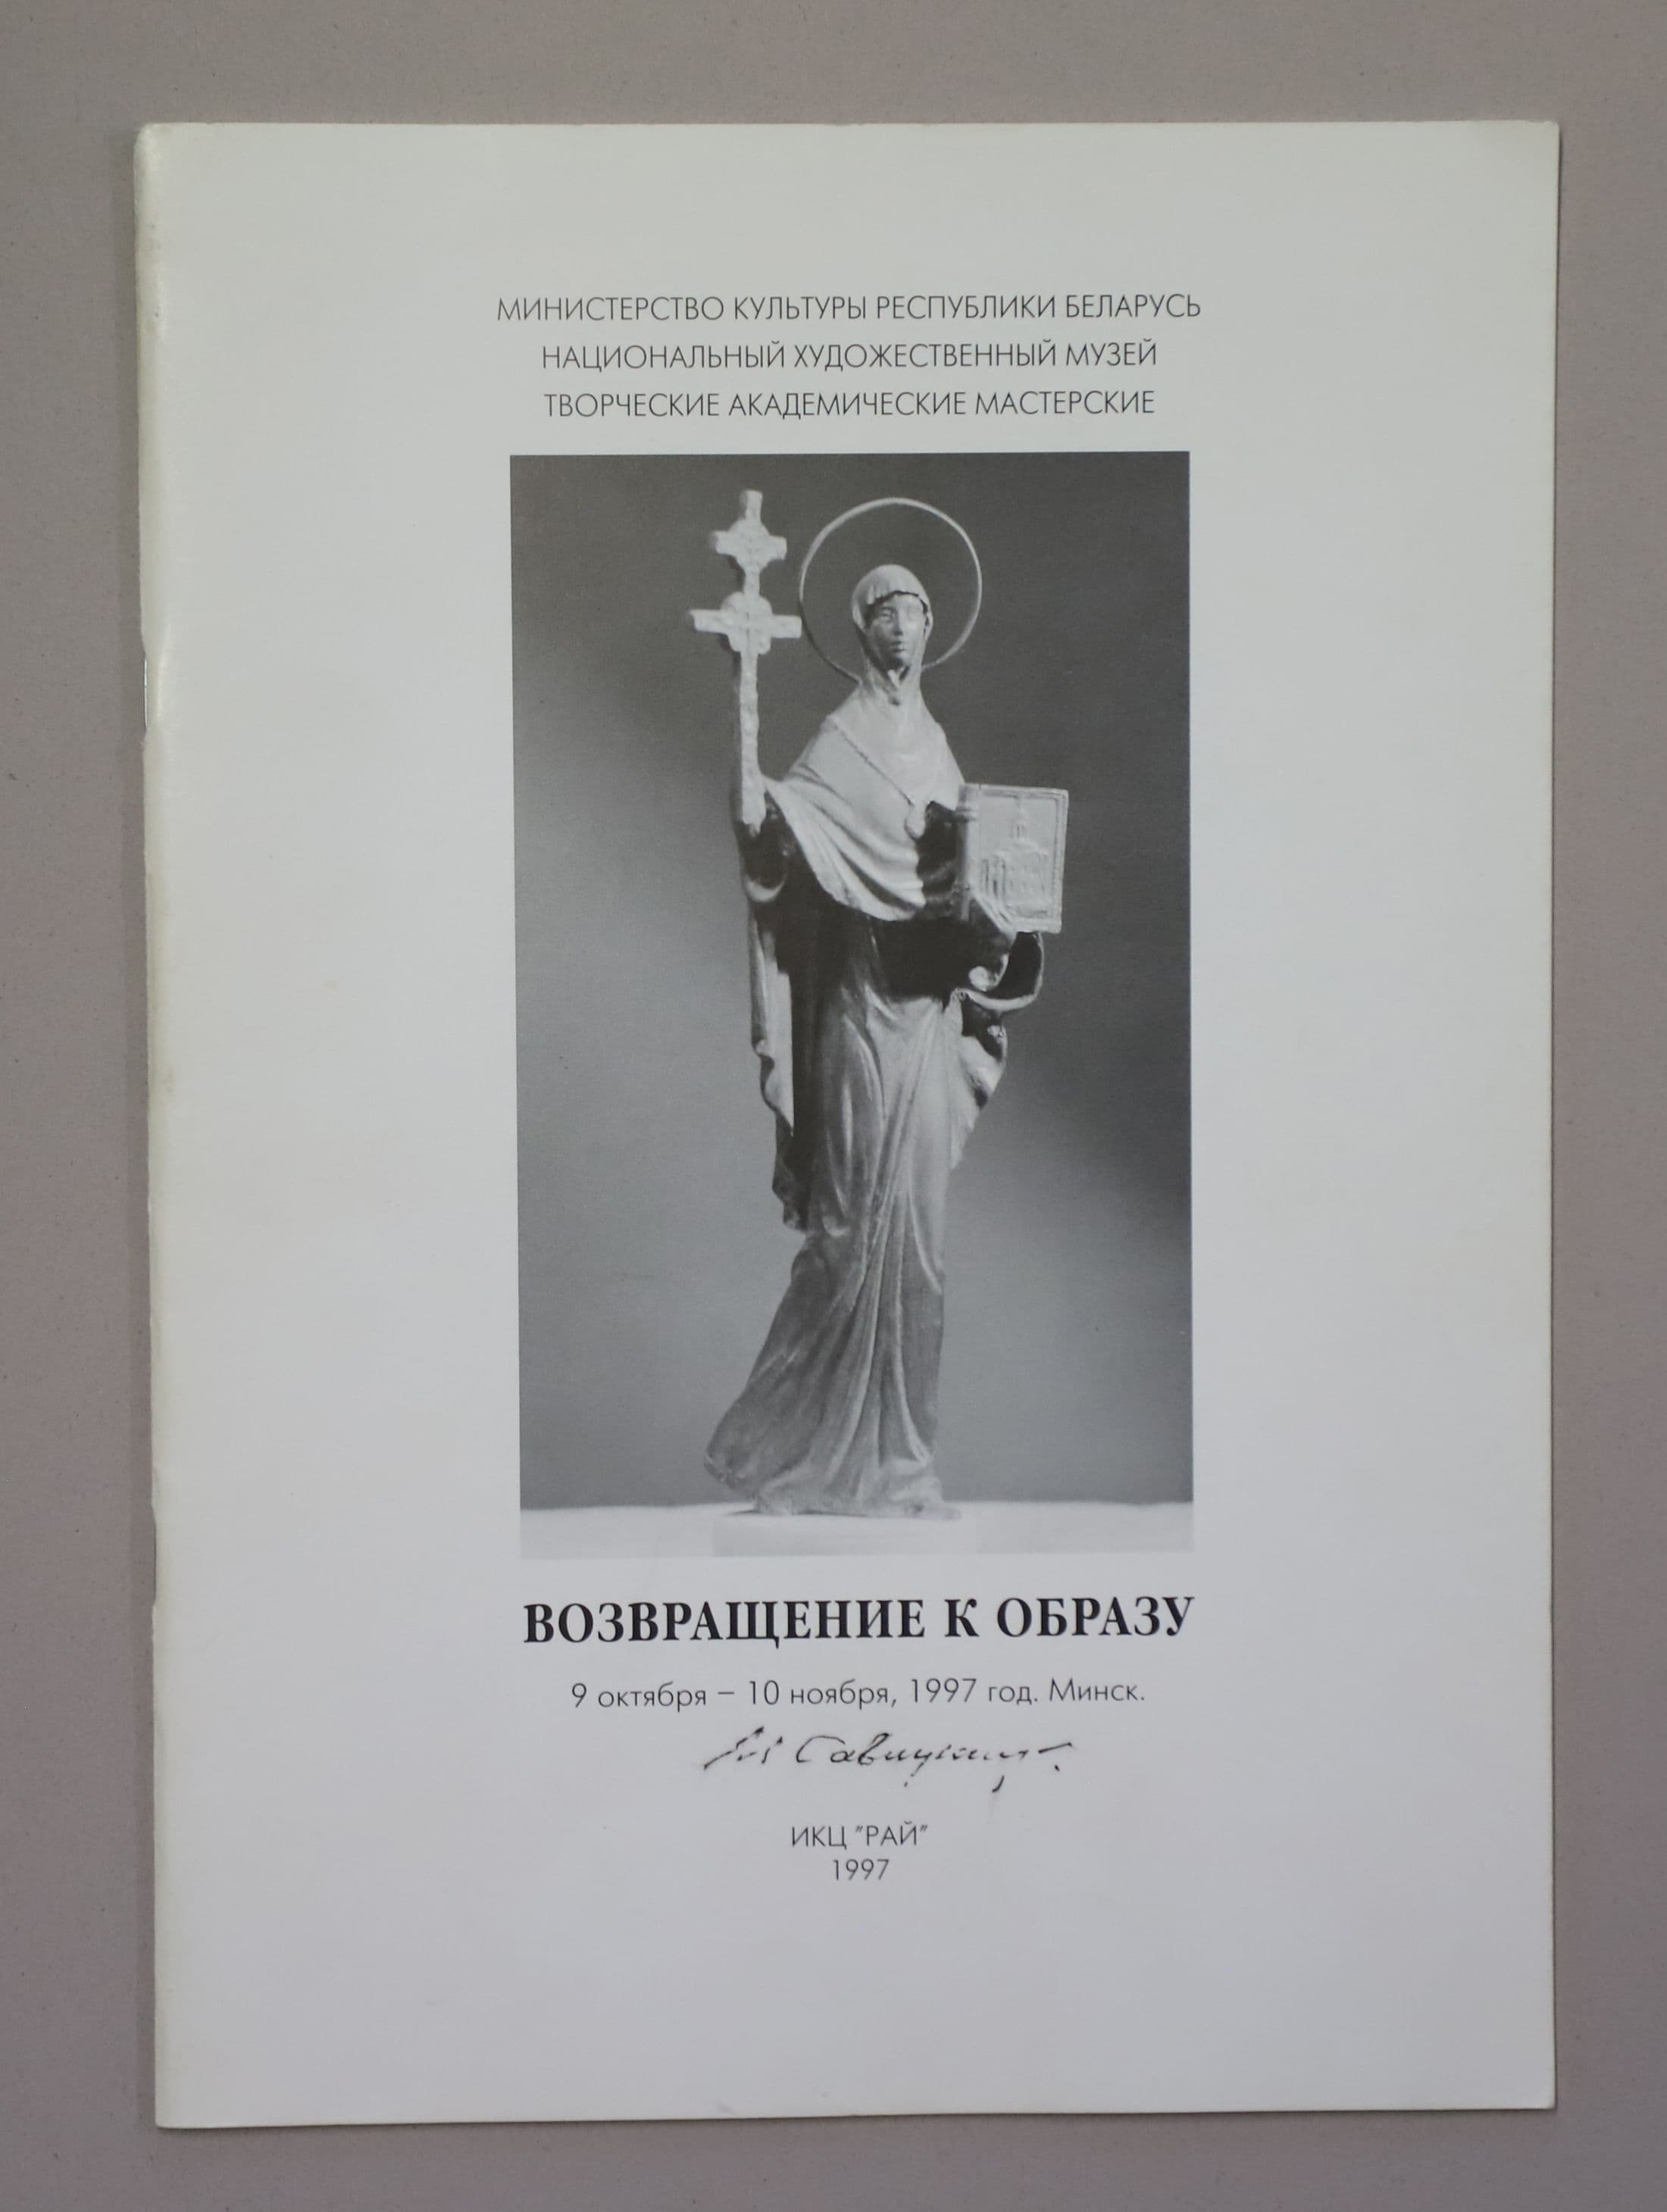 МИНИСТЕРСТВО КУЛЬТУРЫ РЕСПУБЛИКИ БЕЛАРУСЬ
НАЦИОНАЛЬНЫЙ ХУДОЖЕСТВЕННЫЙ МУЗЕЙ
ТВОРЧЕСКИЕ АКАДЕМИЧЕСКИЕ МАСТЕРСКИЕ
ВОЗВРАЩЕНИЕ К ОБРАЗУ
9 октября – 10 ноября, 1997 год. Минск.
Савицкий
ИКЦ "РАЙ"
1997